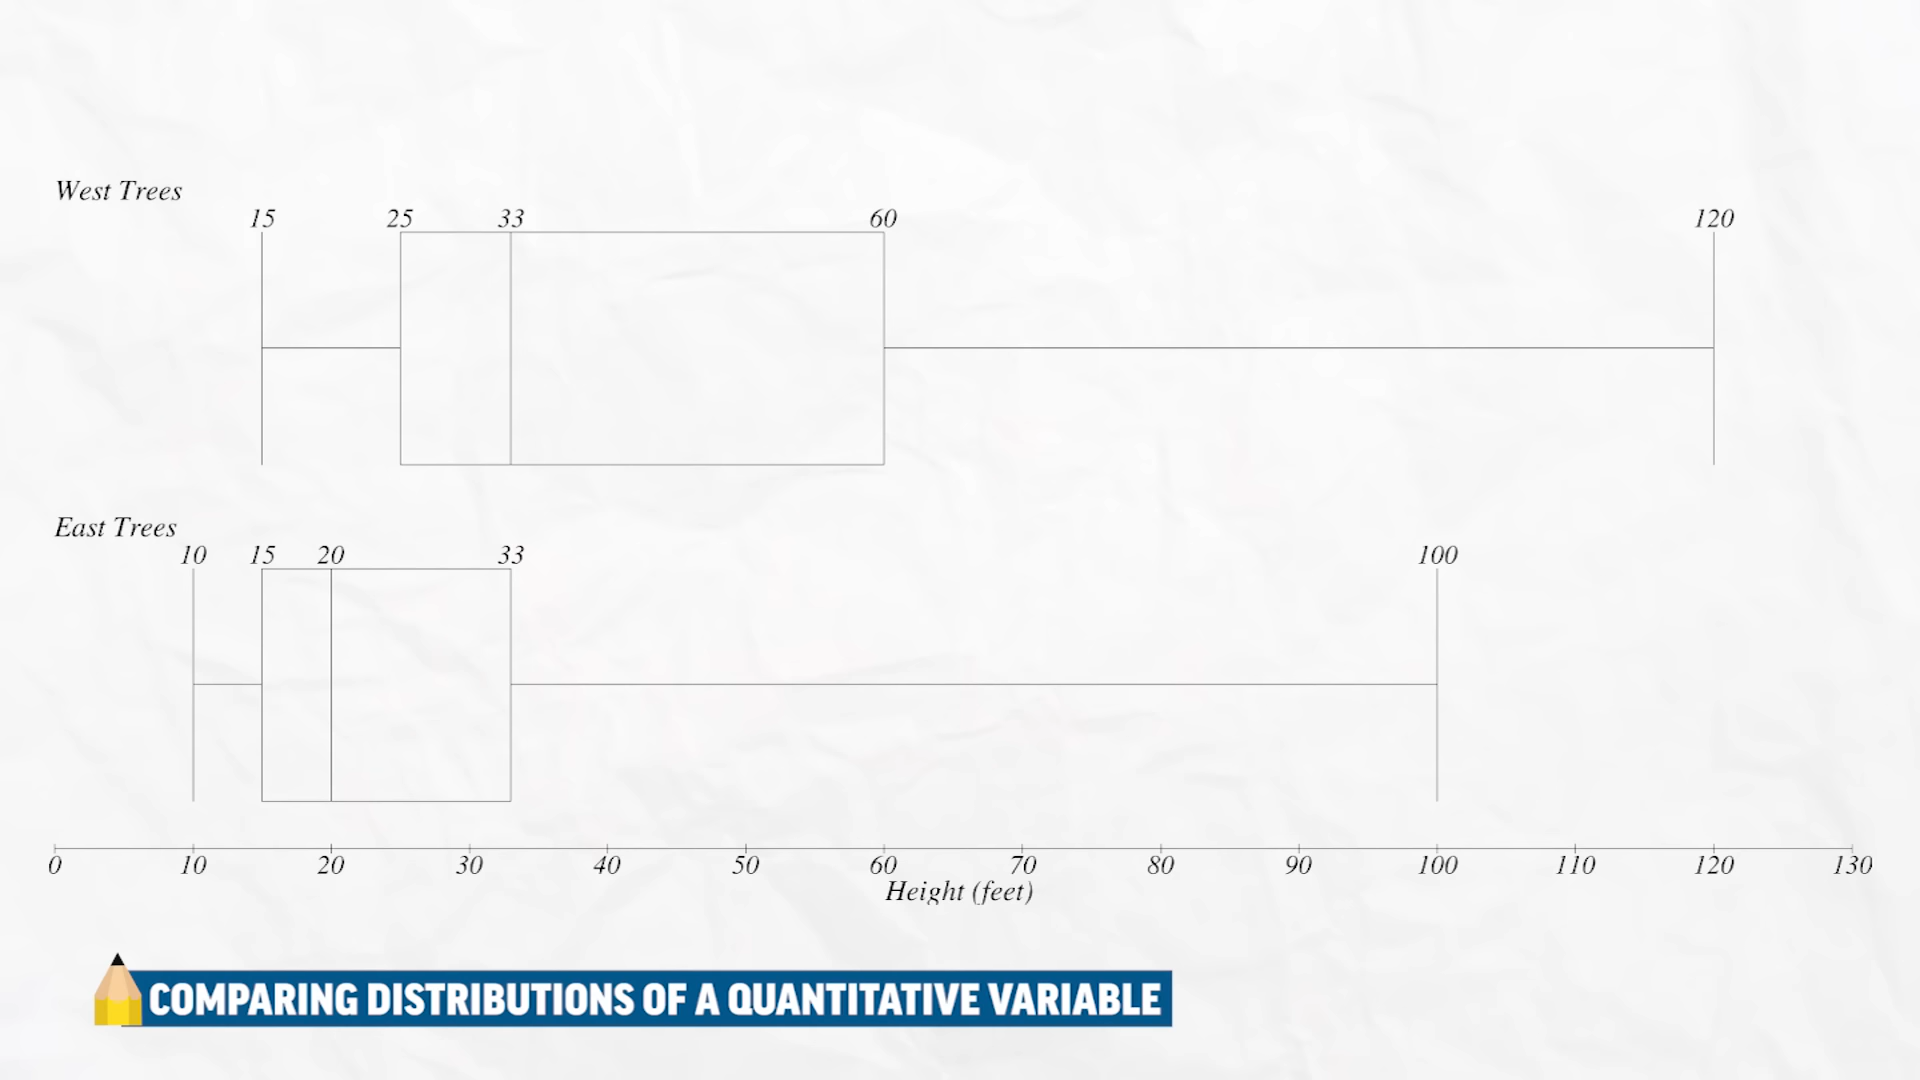 West Trees
15 25 33 60 120
East Trees
10 15 20 33 100
0 10 20 30 40 50 60 70 80 90 100 110 120 130
Height (feet)
COMPARING DISTRIBUTIONS OF A QUANTITATIVE VARIABLE